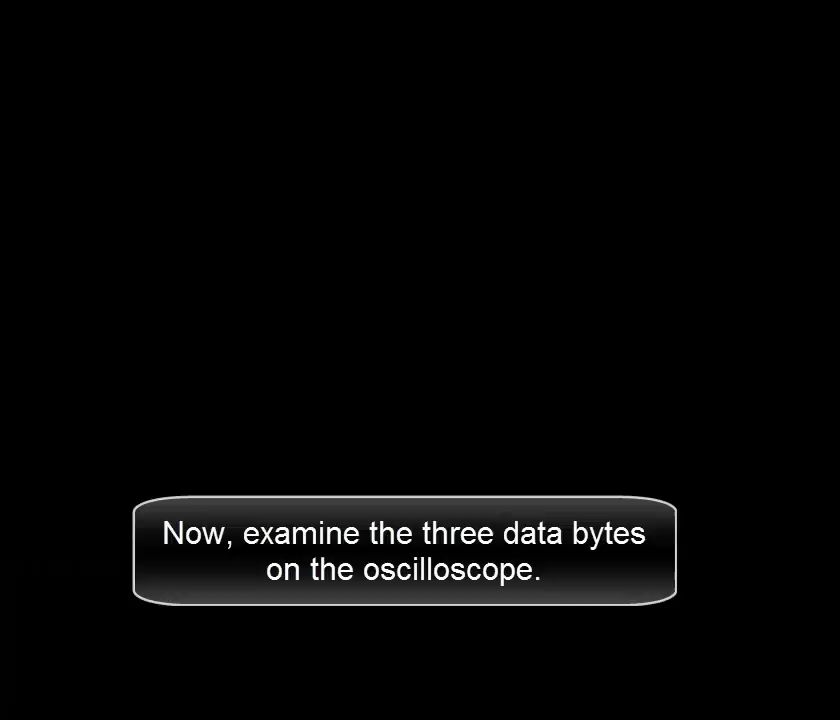 Now, examine the three data bytes
on the oscilloscope.